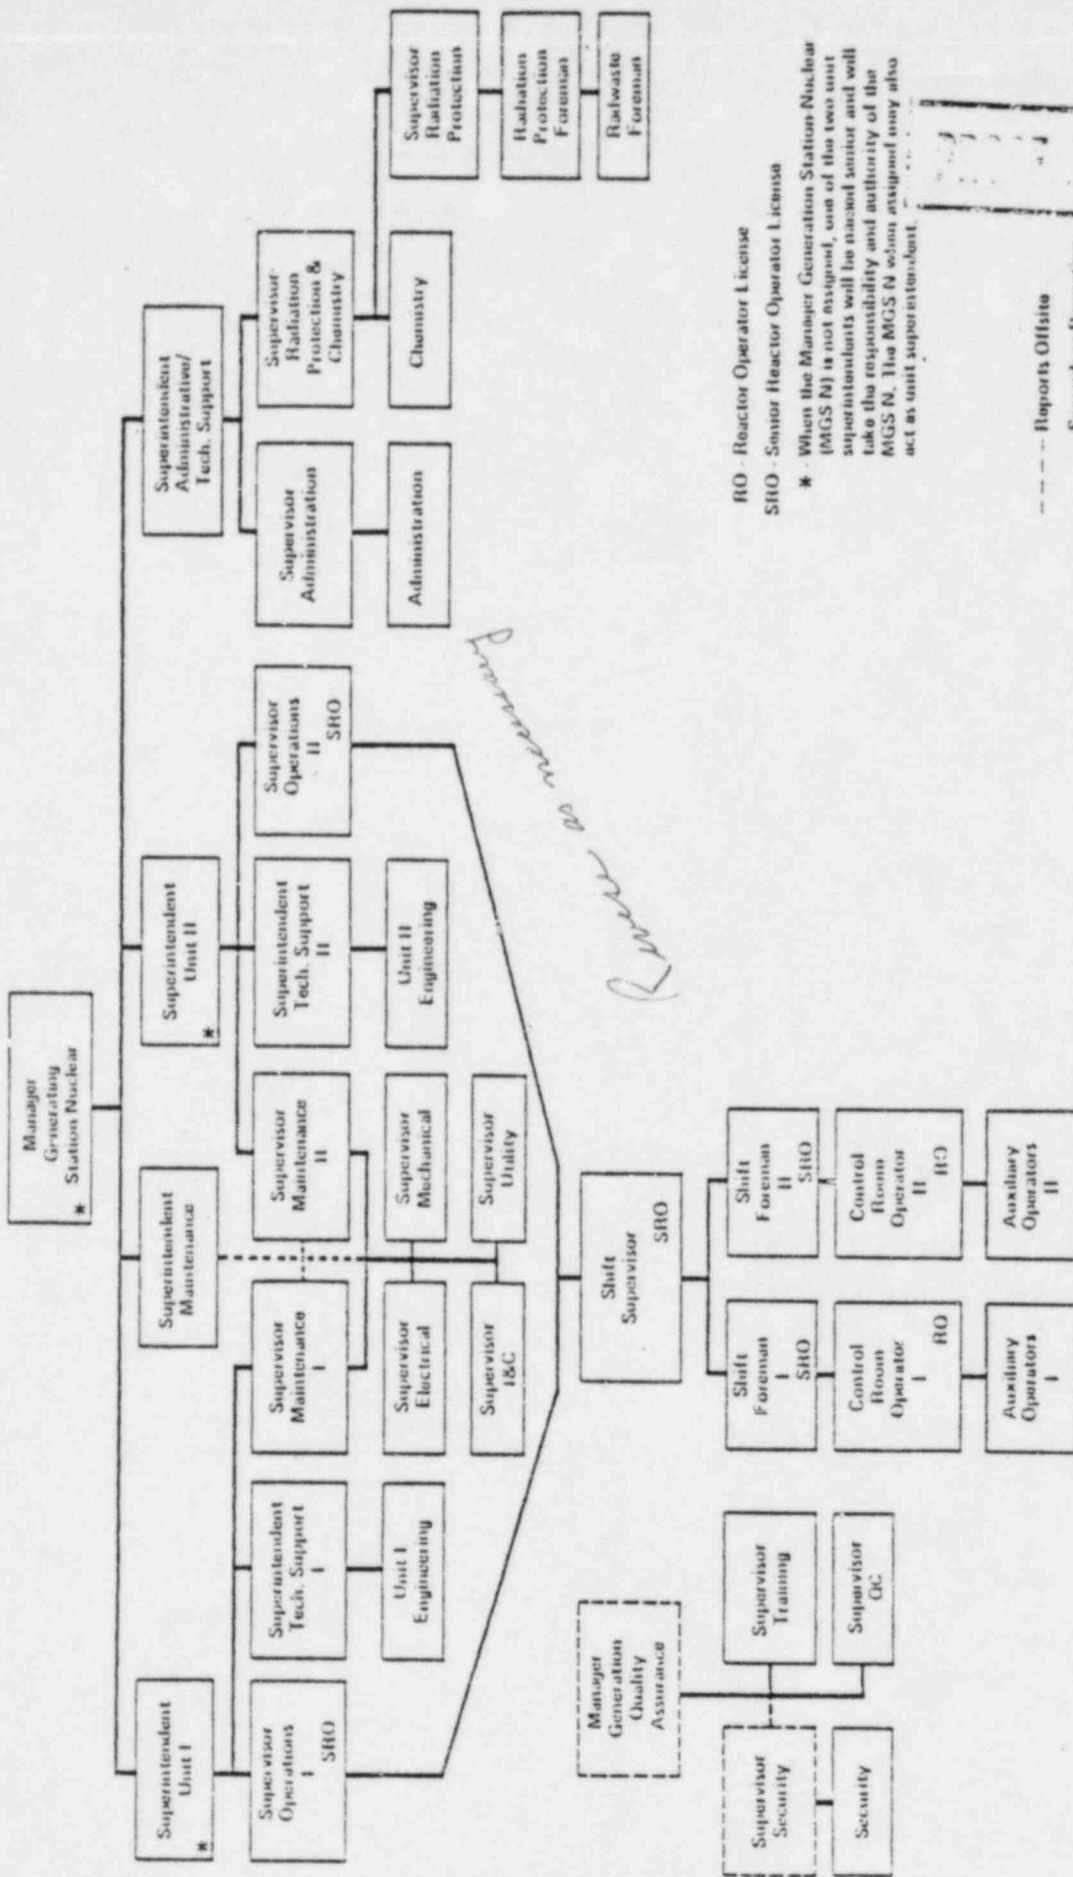 Manager
Generating
* Station Nuclear
Superintendent
Unit I
*
Superintendent
Maintenance
Superintendent
Unit II
*
Superintendent
Administrative/
Tech. Support
Supervisor
Operations
I
SRO
Superintendent
Tech. Support
I
Supervisor
Maintenance
I
Supervisor
Maintenance
II
Superintendent
Tech. Support
II
Supervisor
Operations
II
SRO
Supervisor
Administration
Supervisor-
Radiation
Protection &
Chemistry
Unit I
Engineering
Supervisor
Electrical
Supervisor
Mechanical
Unit II
Engineering
Administration
Chemistry
Supervisor
Radiation
Protection
Supervisor
I&C
Supervisor
Utility
Radiation
Protection
Foreman
Radwaste
Foreman
as necessary
Shift
Supervisor
SRO
Manager
Generation
Quality
Assurance
Supervisor
Security
Supervisor
Training
Security
Supervisor
QC
Shift
Foreman
I
SRO
Shift
Foreman
II
SRO
Control
Room
Operator
I
RO
Control
Room
Operator
II
RO
Auxiliary
Operators
I
Auxiliary
Operators
II
RO - Reactor Operator License
SRO - Senior Reactor Operator License
* - When the Manager Generation Station Nuclear
(MGS N) is not assigned, one of the two unit
superintendents will be named senior and will
take the responsibility and authority of the
MGS N. The MGS N when assigned may also
act as unit superintendent.
---- Reports Offsite